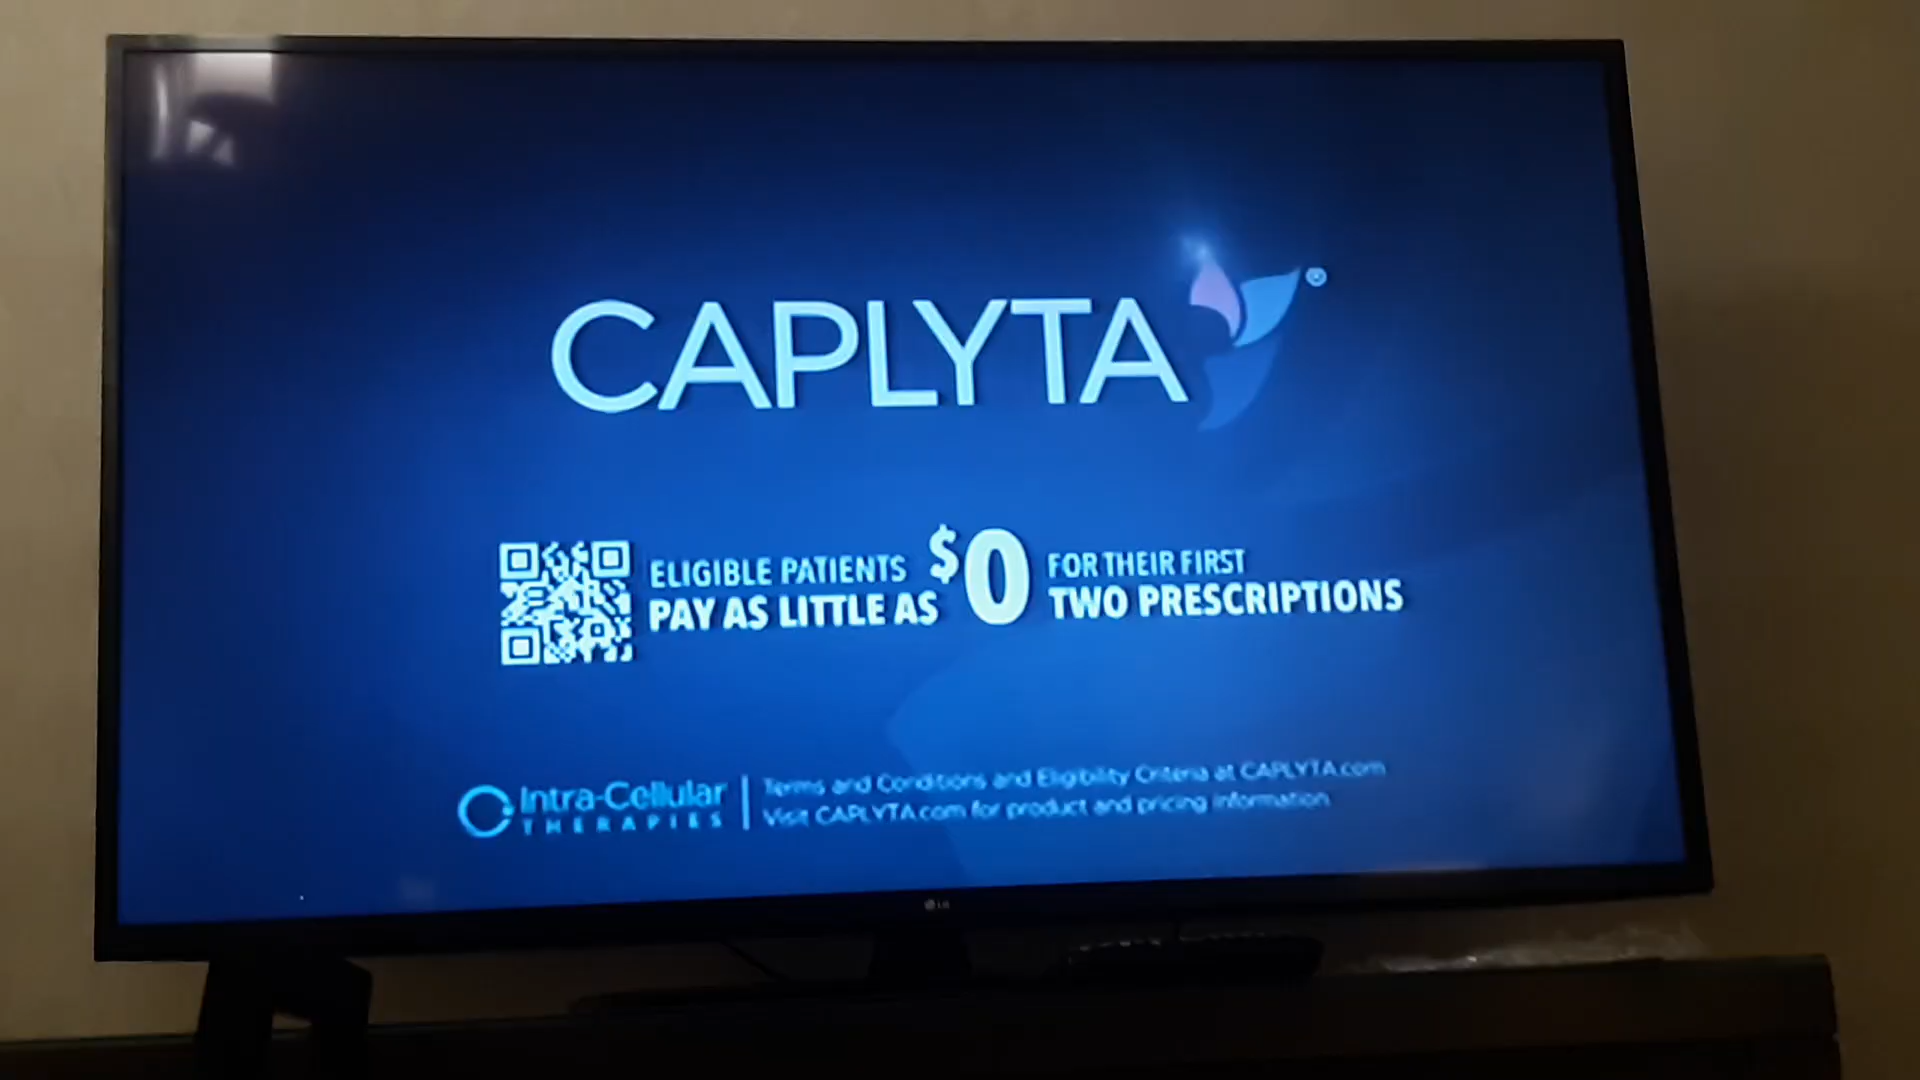 CAPLYTA®
ELIGIBLE PATIENTS
PAY AS LITTLE AS
$0
FOR THEIR FIRST
TWO PRESCRIPTIONS
Intra-Cellular
THERAPIES
Terms and Conditions and Eligibility Criteria at CAPLYTA.com
Visit CAPLYTA.com for product and pricing information
LG